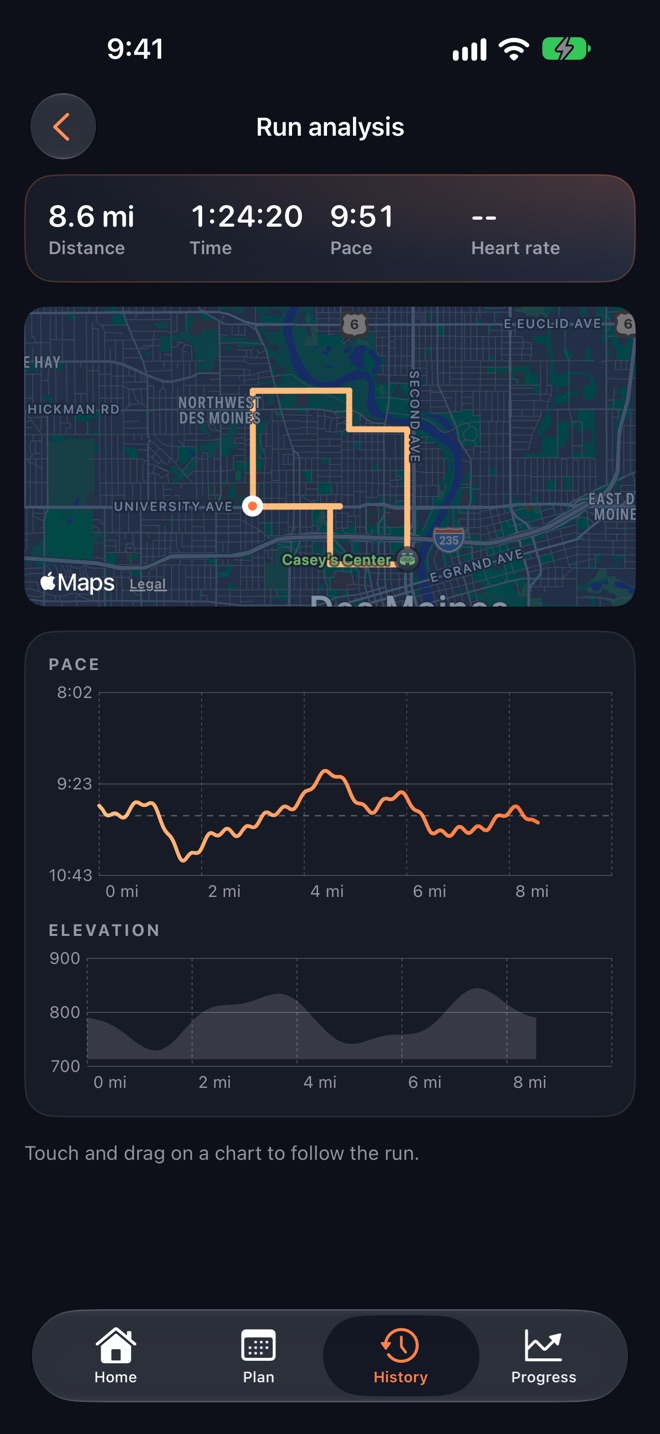 9:41
Run analysis
8.6 mi 1:24:20 9:51 --
Distance Time Pace Heart rate
6
E EUCLID AVE
6
E HAY
NORTHWEST
DES MOINES
HICKMAN RD
SECOND AVE
UNIVERSITY AVE
EAST D
MOINE
235
Casey's Center
E GRAND AVE
Maps Legal
Des Moines
PACE
8:02
9:23
10:43
0 mi 2 mi 4 mi 6 mi 8 mi
ELEVATION
900
800
700
0 mi 2 mi 4 mi 6 mi 8 mi
Touch and drag on a chart to follow the run.
Home Plan History Progress